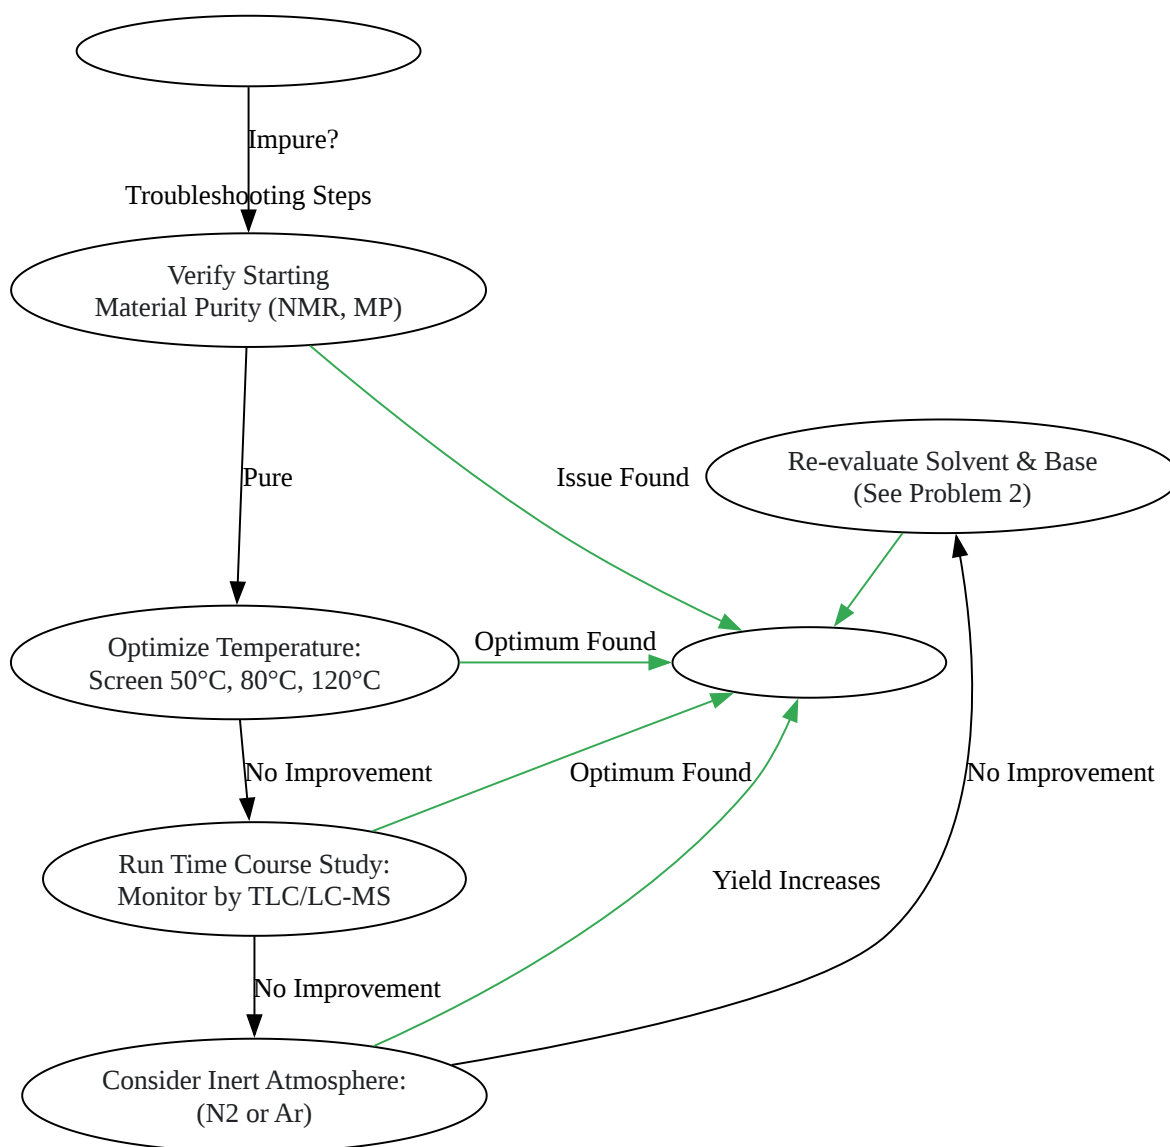 Impure?
Troubleshooting Steps
Verify Starting
Material Purity (NMR, MP)
Pure
Issue Found
Re-evaluate Solvent & Base
(See Problem 2)
Optimize Temperature:
Screen 50°C, 80°C, 120°C
Optimum Found
No Improvement
Optimum Found
No Improvement
Run Time Course Study:
Monitor by TLC/LC-MS
Yield Increases
No Improvement
Consider Inert Atmosphere:
(N2 or Ar)